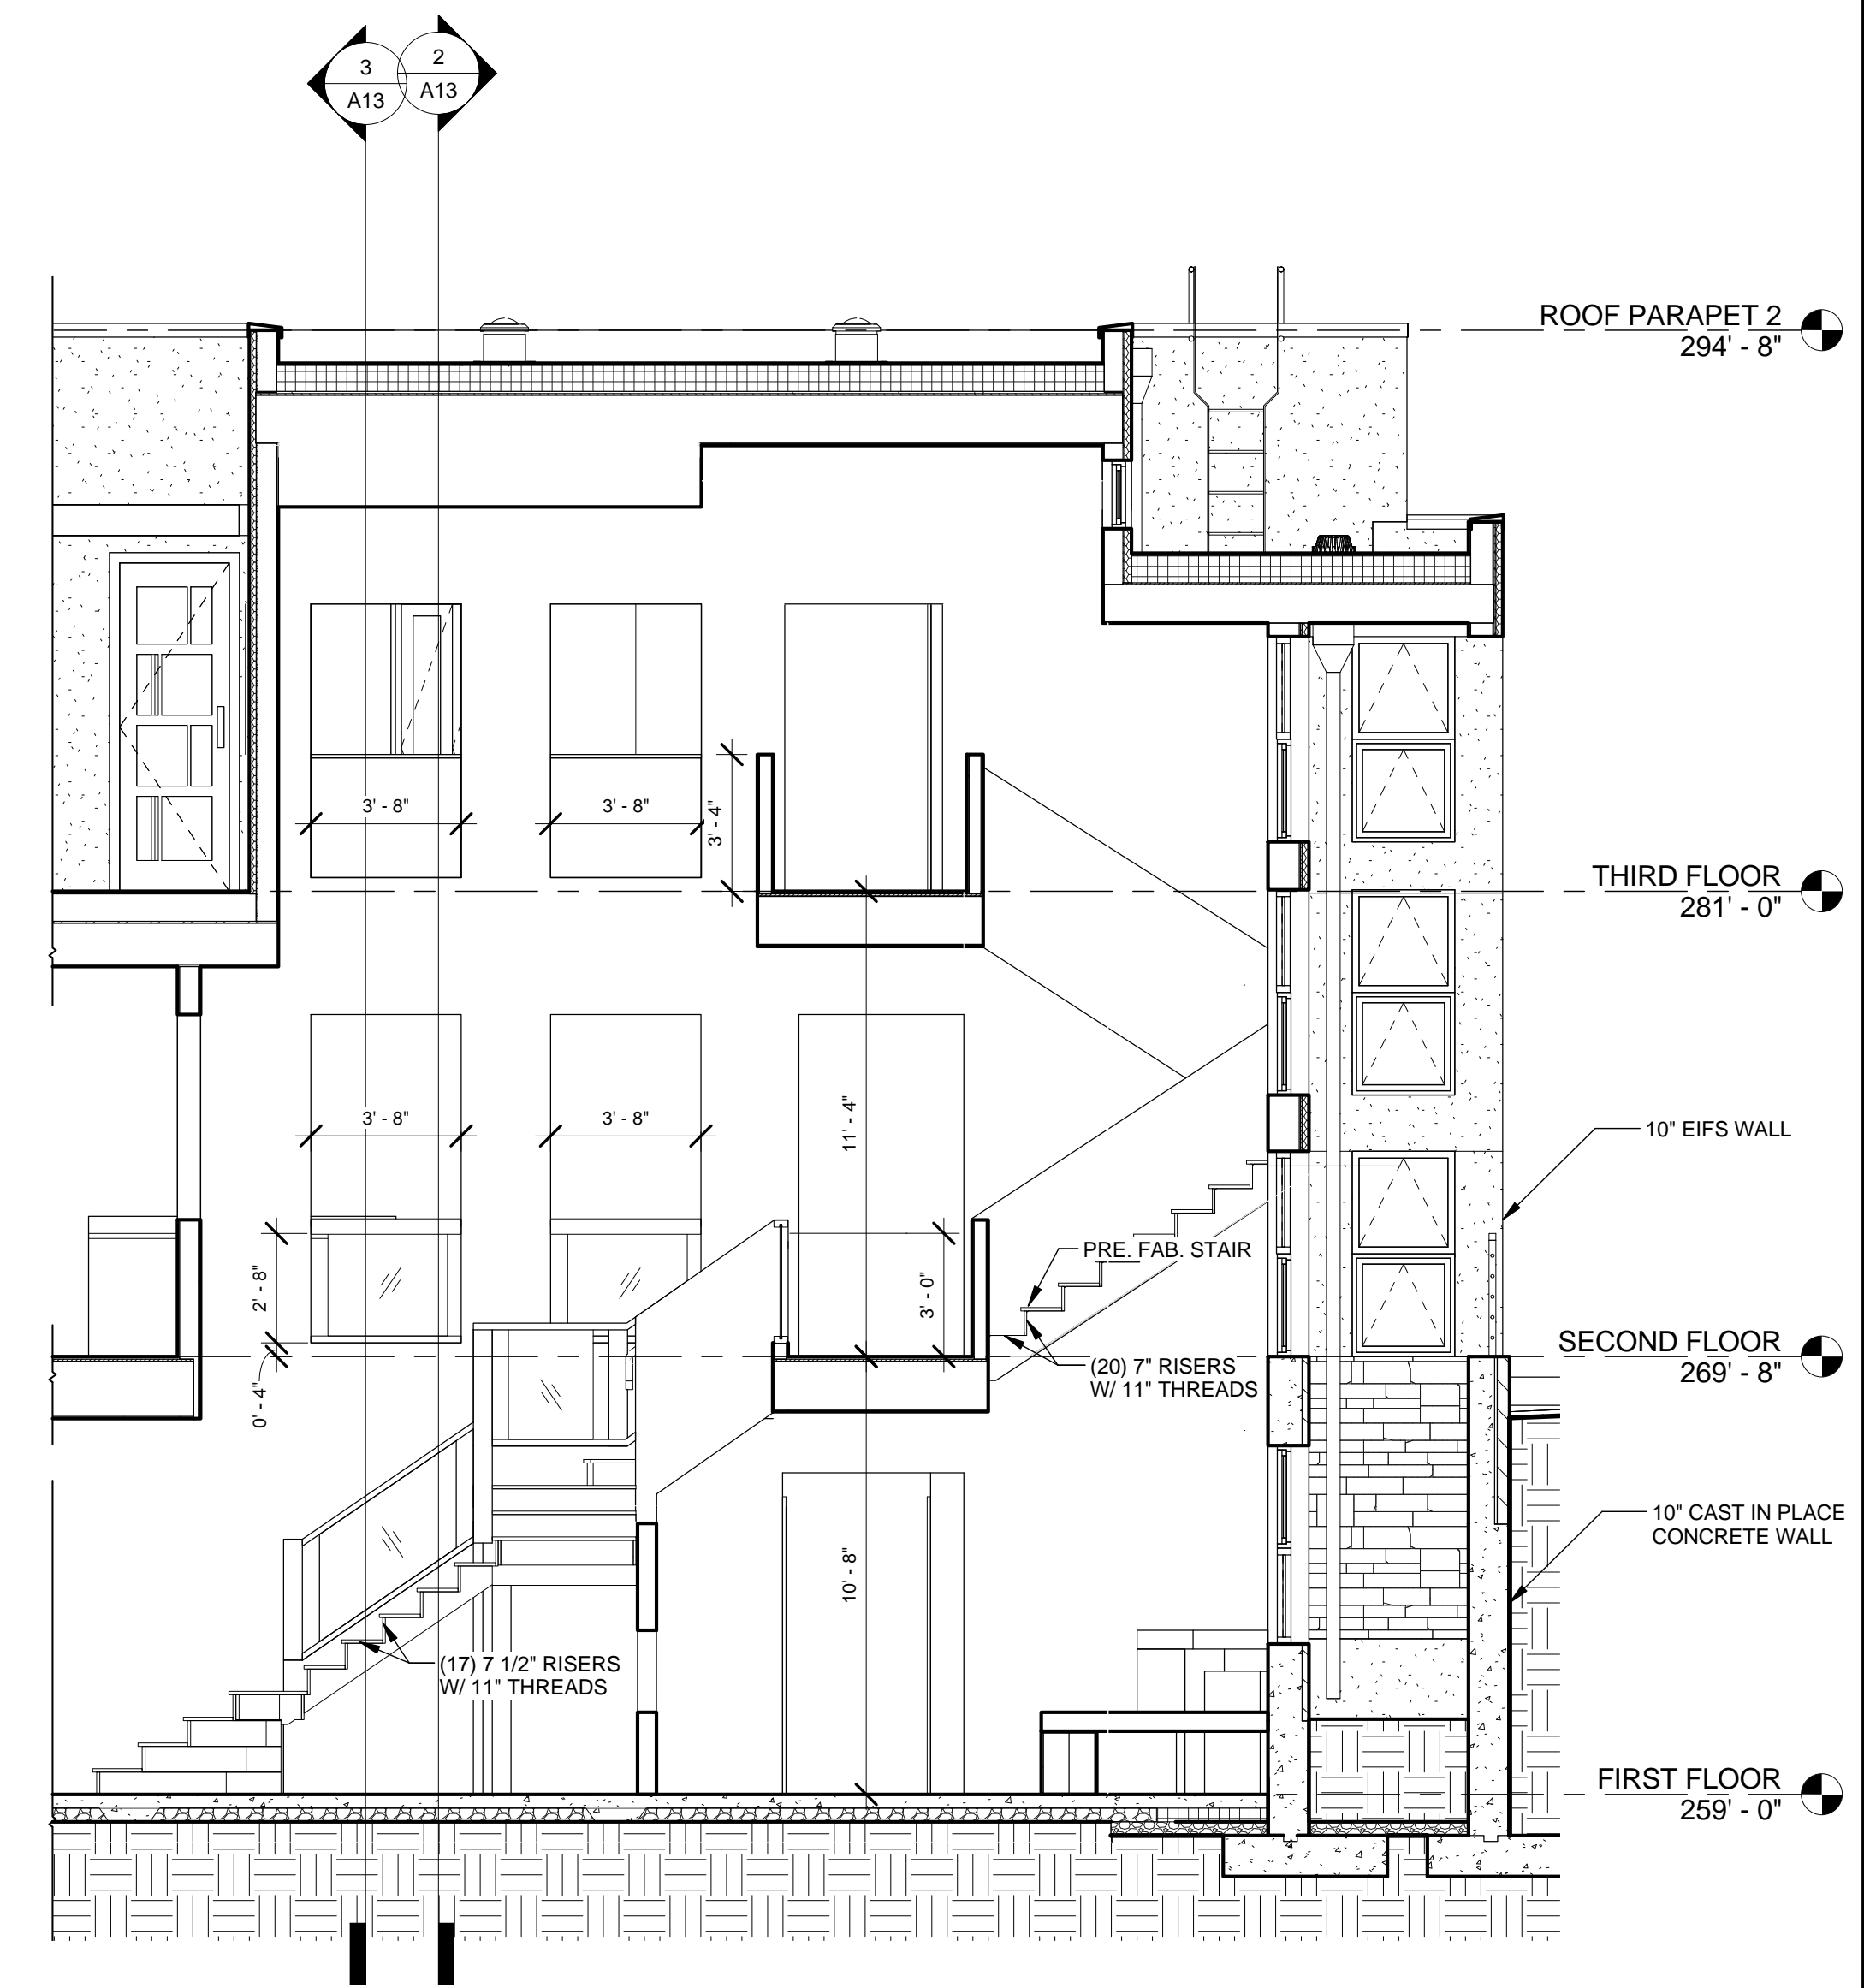 3
A13
2
A13
ROOF PARAPET 2
294' - 8"
3' - 8"
3' - 8"
3' - 4"
THIRD FLOOR
281' - 0"
3' - 8"
3' - 8"
11' - 4"
10" EIFS WALL
2' - 8"
0' - 4"
3' - 0"
PRE. FAB. STAIR
(20) 7" RISERS
W/ 11" THREADS
SECOND FLOOR
269' - 8"
10" CAST IN PLACE
CONCRETE WALL
10' - 8"
(17) 7 1/2" RISERS
W/ 11" THREADS
FIRST FLOOR
259' - 0"